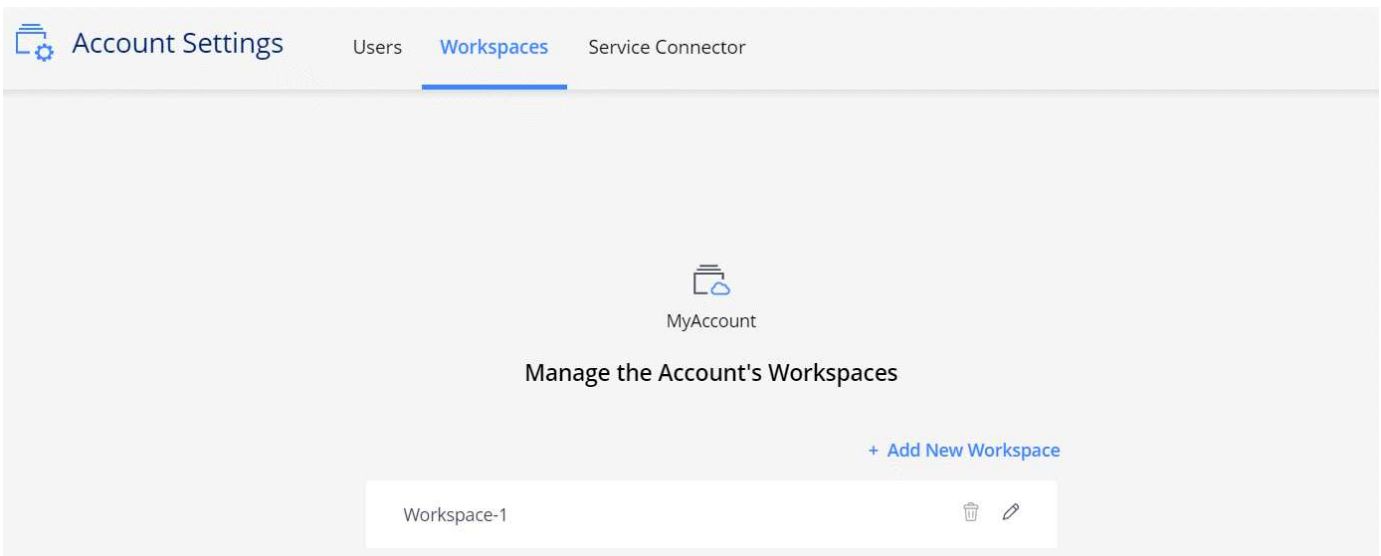 Account Settings Users Workspaces Service Connector
MyAccount
Manage the Account's Workspaces
+ Add New Workspace
Workspace-1